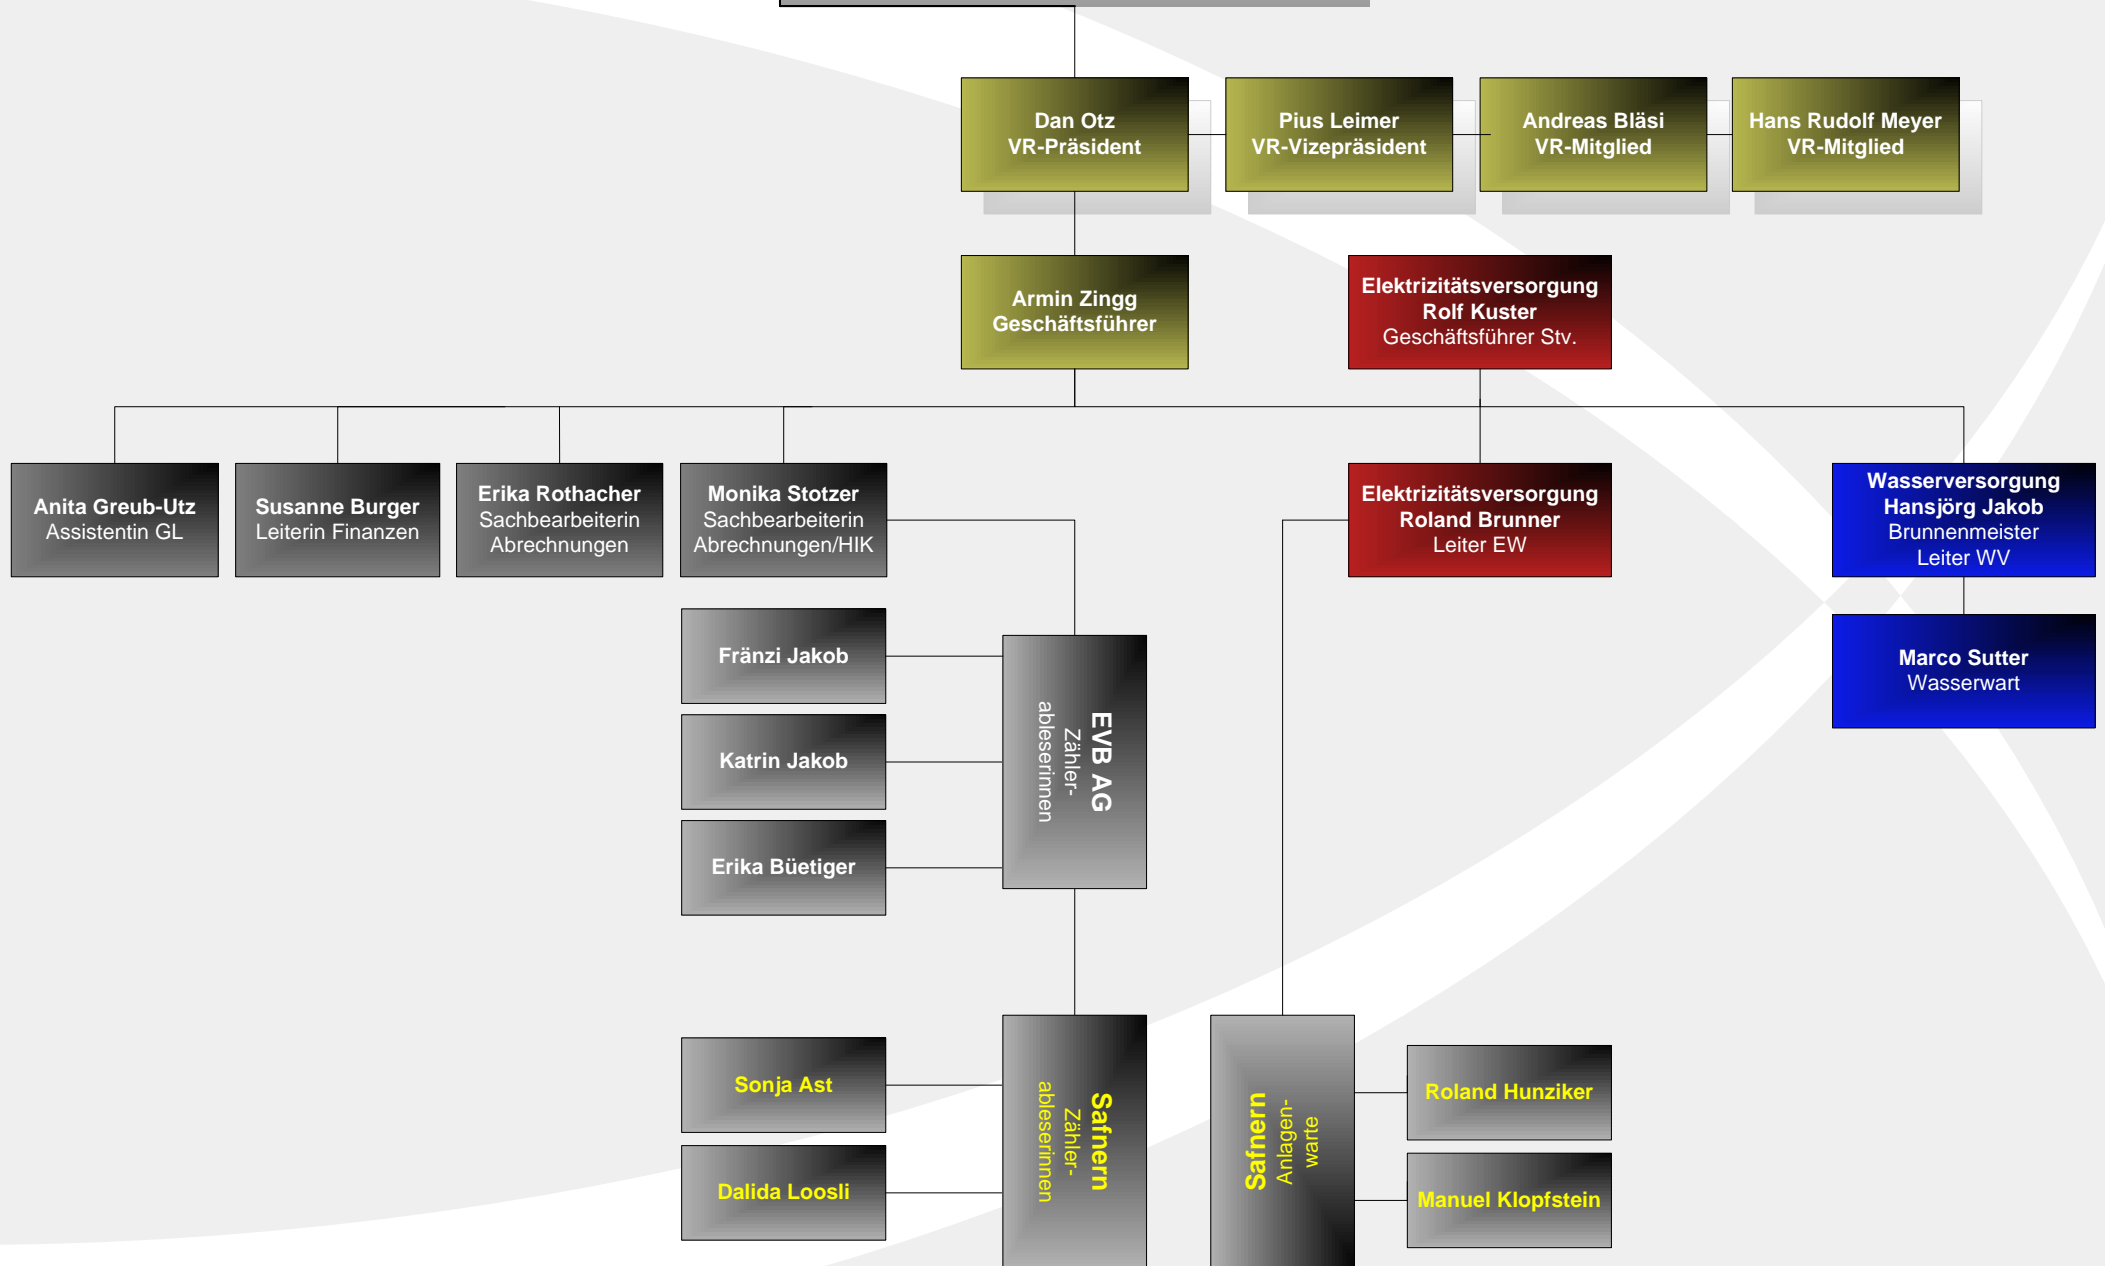 Dan Otz
VR-Präsident
Pius Leimer
VR-Vizepräsident
Andreas Bläsi
VR-Mitglied
Hans Rudolf Meyer
VR-Mitglied
Armin Zingg
Geschäftsführer
Elektrizitätsversorgung
Rolf Kuster
Geschäftsführer Stv.
Anita Greub-Utz
Assistentin GL
Susanne Burger
Leiterin Finanzen
Erika Rothacher
Sachbearbeiterin
Abrechnungen
Monika Stotzer
Sachbearbeiterin
Abrechnungen/HIK
Elektrizitätsversorgung
Roland Brunner
Leiter EW
Wasserversorgung
Hansjörg Jakob
Brunnenmeister
Leiter WV
Fränzi Jakob
Katrin Jakob
Erika Büetiger
EVB AG
Zähler-
ableserinnen
Marco Sutter
Wasserwart
Sonja Ast
Dalida Loosli
Safnern
Zähler-
ableserinnen
Safnern
Anlagen-
warte
Roland Hunziker
Manuel Klopfstein